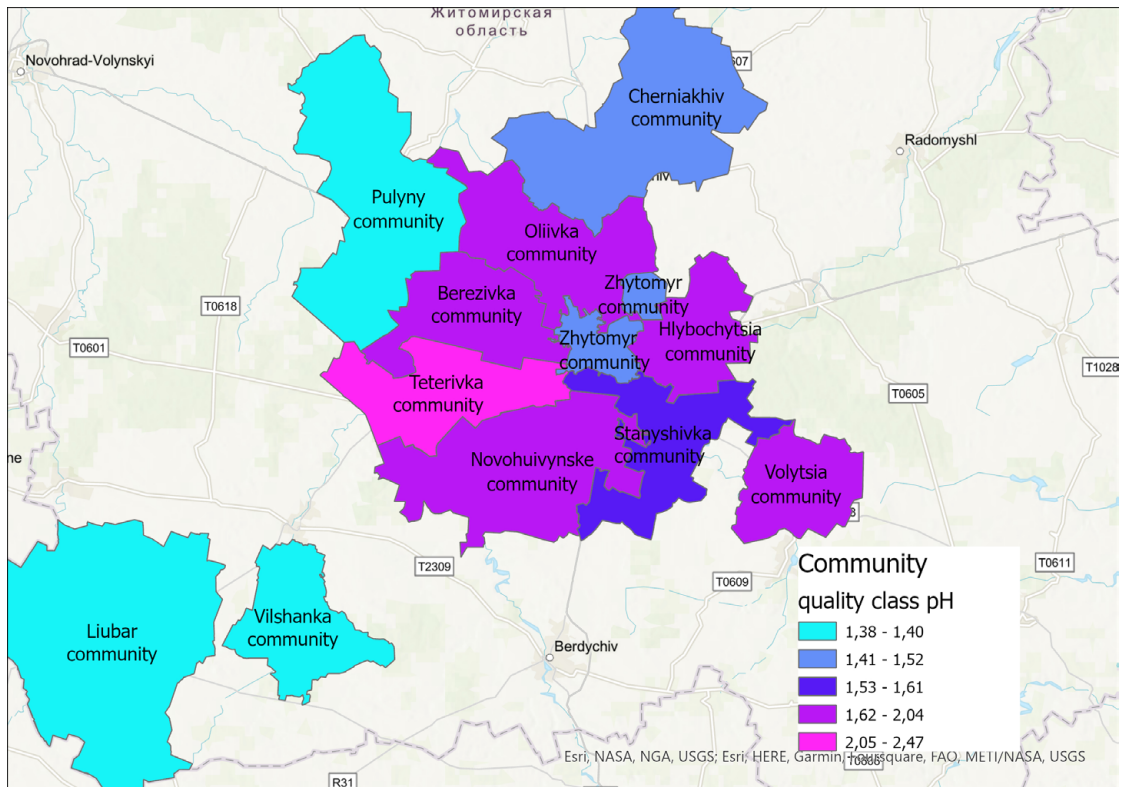 Житомирская
область
Novohrad-Volynskyi
Cherniakhiv
community
Radomyshl
Pulyny
community
Oliivka
community
Zhytomyr
community
Berezivka
community
T0618
Hlybochytsia
community
Zhytomyr
community
T0601
T1028
Teterivka
community
T0605
Stanyshivka
community
Novohuivynske
community
Volytsia
community
T2309
T0609
T0611
Vilshanka
community
Liubar
community
Berdychiv
R31
Community
quality class pH
1,38 - 1,40
1,41 - 1,52
1,53 - 1,61
1,62 - 2,04
2,05 - 2,47
Esri, NASA, NGA, USGS; Esri, HERE, Garmin, Foursquare, FAO, METI/NASA, USGS